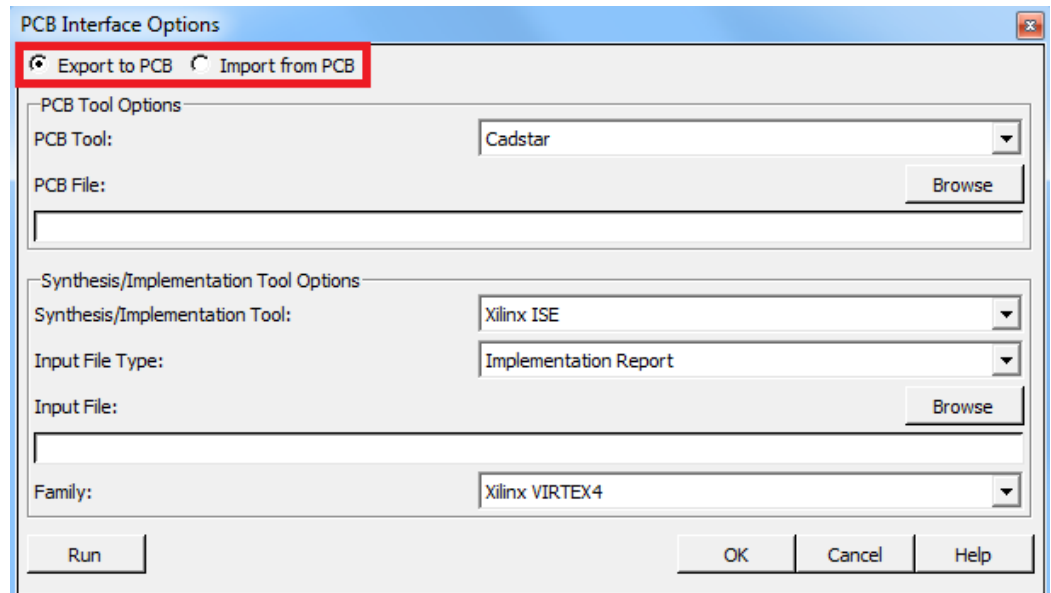 PCB Interface Options
Export to PCB Import from PCB
PCB Tool Options
PCB Tool: Cadstar
PCB File: Browse
Synthesis/Implementation Tool Options
Synthesis/Implementation Tool: Xilinx ISE
Input File Type: Implementation Report
Input File: Browse
Family: Xilinx VIRTEX4
Run OK Cancel Help